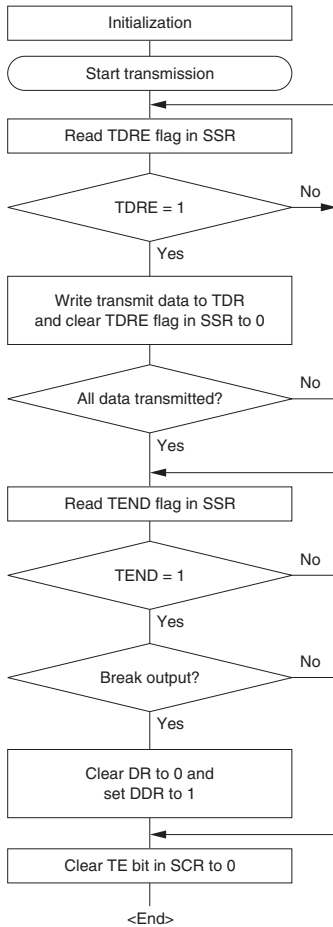 Initialization
Start transmission
Read TDRE flag in SSR
No
TDRE = 1
Yes
Write transmit data to TDR
and clear TDRE flag in SSR to 0
No
All data transmitted?
Yes
Read TEND flag in SSR
No
TEND = 1
Yes
No
Break output?
Yes
Clear DR to 0 and
set DDR to 1
Clear TE bit in SCR to 0
<End>